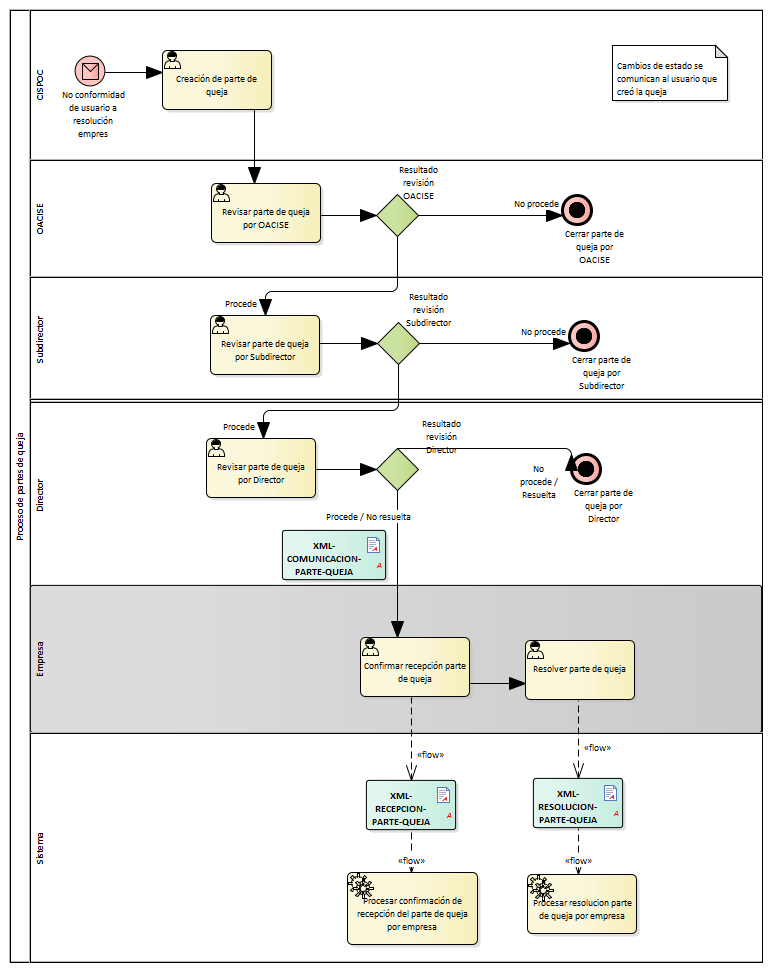 Proceso de partes de queja
CISPOC
No conformidad
de usuario a
resolución
empres
Creación de parte de
queja
Cambios de estado se
comunican al usuario que
creó la queja
OACISE
Revisar parte de queja
por OACISE
Resultado
revisión
OACISE
No procede
Cerrar parte de
queja por
OACISE
Subdirector
Procede
Revisar parte de queja
por Subdirector
Resultado
revisión
Subdirector
No procede
Cerrar parte de
queja por
Subdirector
Director
Procede
Revisar parte de queja
por Director
Resultado
revisión
Director
No
procede /
Resuelta
Cerrar parte de
queja por
Director
Procede / No resuelta
XML-
COMUNICACION-
PARTE-QUEJA
A
Empresa
Confirmar recepción parte
de queja
Resolver parte de queja
Sistema
«flow»
«flow»
XML-
RECEPCION-
PARTE-QUEJA
A
XML-
RESOLUCION-
PARTE-QUEJA
A
«flow»
«flow»
Procesar confirmación de
recepción del parte de queja
por empresa
Procesar resolucion parte
de queja por empresa